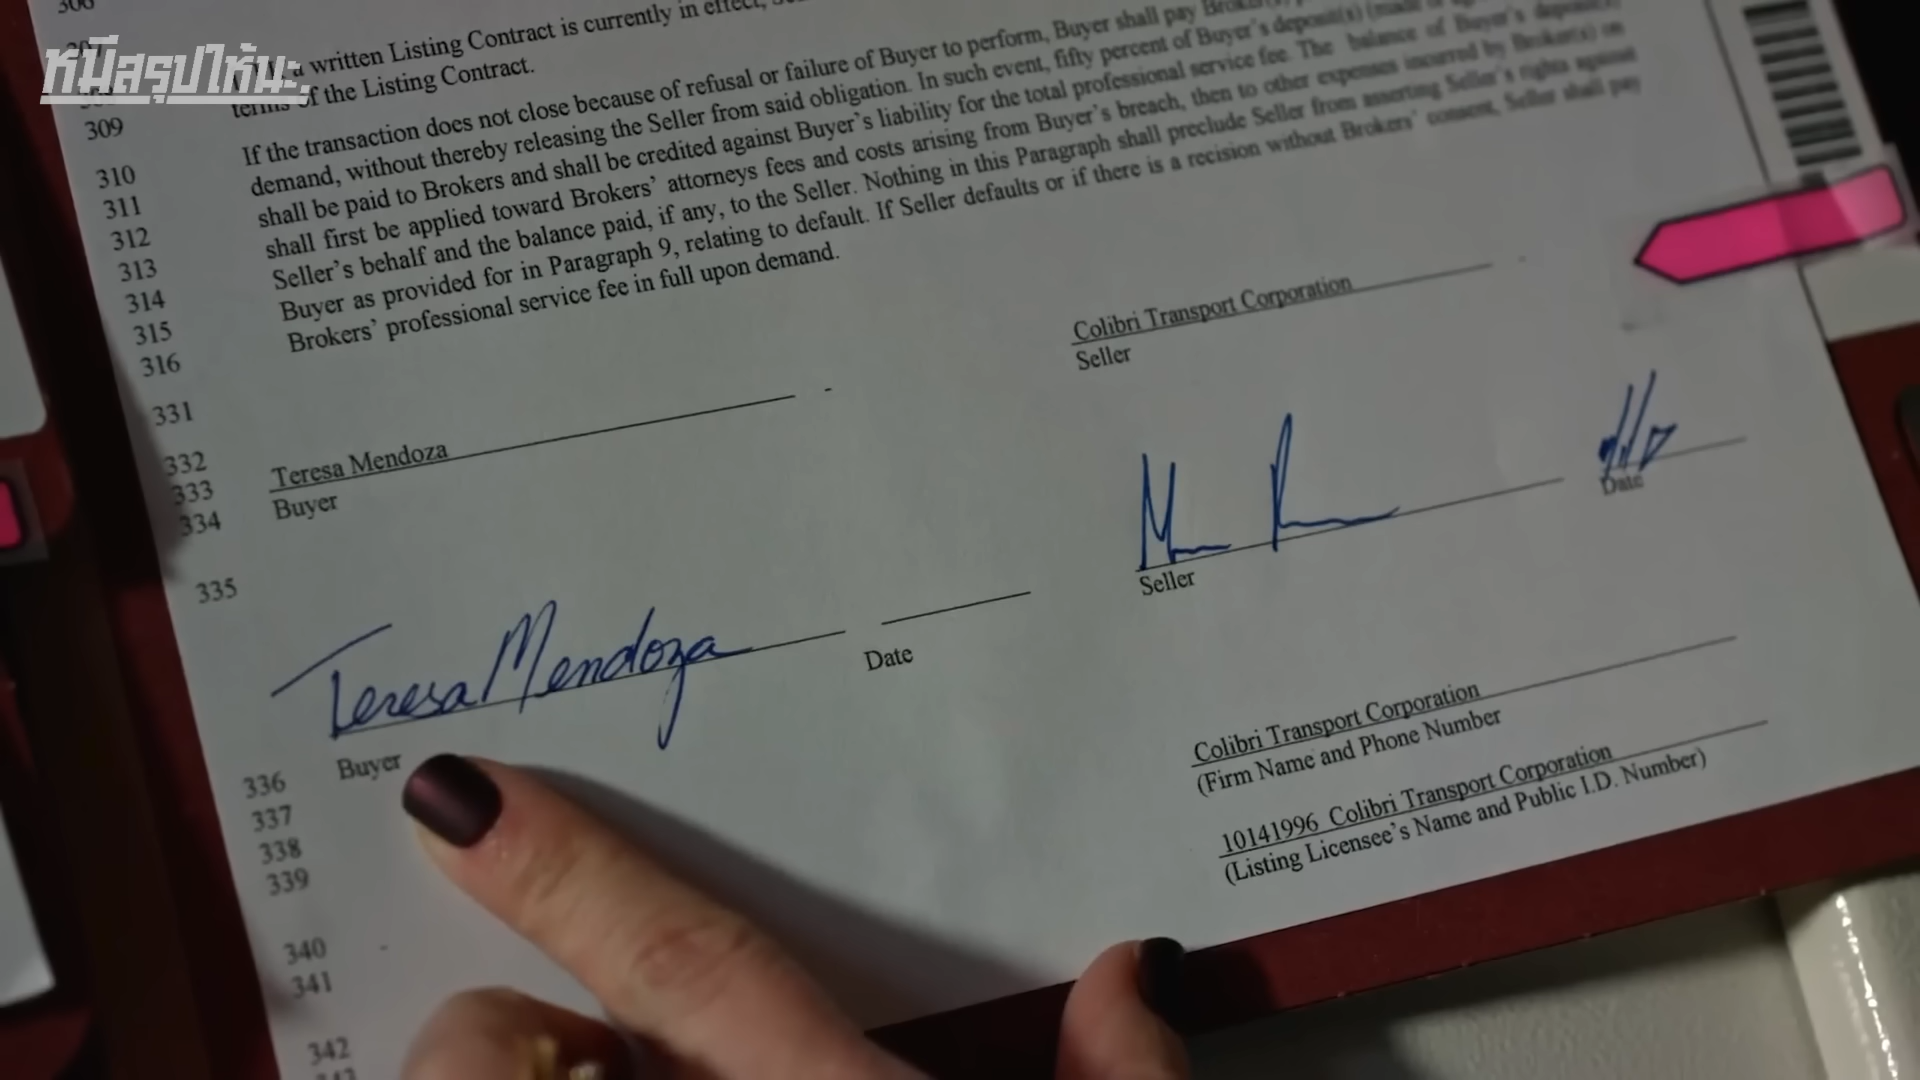 หมีสรุปให้นะ
308
307
a written Listing Contract is currently in effect,
terms of the Listing Contract.
309
310 If the transaction does not close because of refusal or failure of Buyer to perform, Buyer shall pay
311 demand, without thereby releasing the Seller from said obligation. In such event, fifty percent of Buyer's deposit(s) (made
312 shall be paid to Brokers and shall be credited against Buyer's liability for the total professional service fee. The balance of Buyer's deposit(s)
313 shall first be applied toward Brokers' attorneys fees and costs arising from Buyer's breach, then to other expenses incurred by Broker(s) on
314 Seller's behalf and the balance paid, if any, to the Seller. Nothing in this Paragraph shall preclude Seller from asserting Seller's rights against
315 Buyer as provided for in Paragraph 9, relating to default. If Seller defaults or if there is a recision without Brokers' consent, Seller shall pay
316 Brokers' professional service fee in full upon demand.
331
Colibri Transport Corporation
Seller
332
333 Teresa Mendoza
334 Buyer
Date
335
Seller
Teresa Mendoza
Date
336 Buyer
337
338
339
Colibri Transport Corporation
(Firm Name and Phone Number
10141996 Colibri Transport Corporation
(Listing Licensee's Name and Public I.D. Number)
340
341
342
343